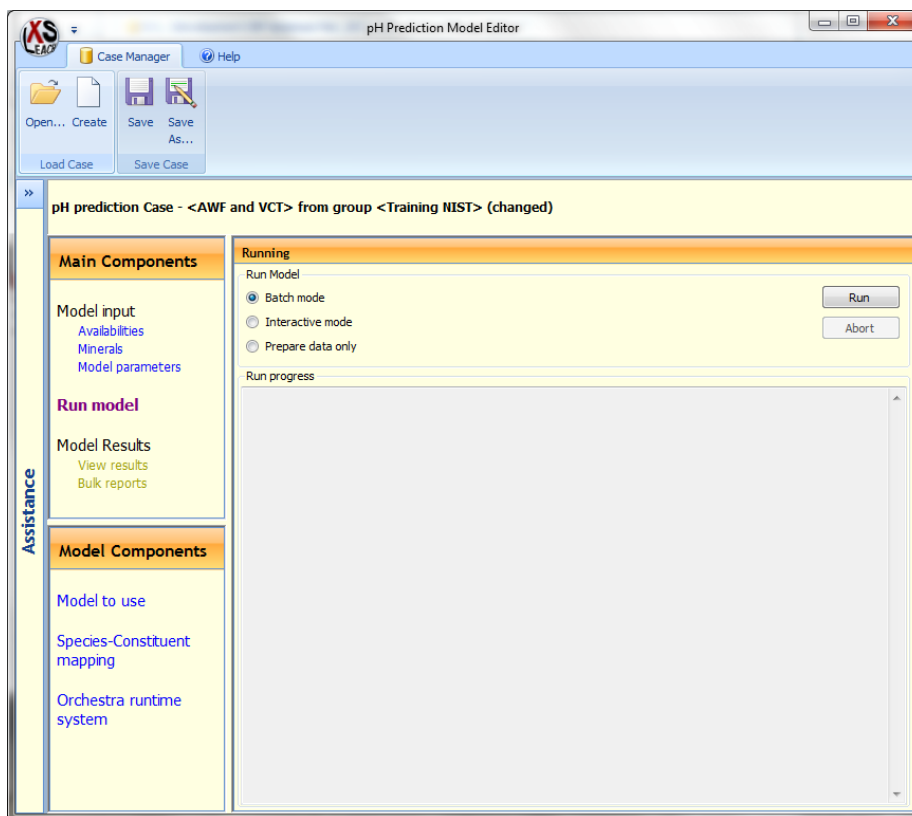 pH Prediction Model Editor
XS
LEACH
Case Manager
Help
Open... Create
Save
Save
As...
Load Case
Save Case
»
pH prediction Case - <AWF and VCT> from group <Training NIST> (changed)
Assistance
Main Components
Model input
Availabilities
Minerals
Model parameters
Run model
Model Results
View results
Bulk reports
Model Components
Model to use
Species-Constituent
mapping
Orchestra runtime
system
Running
Run Model
Batch mode
Interactive mode
Prepare data only
Run
Abort
Run progress